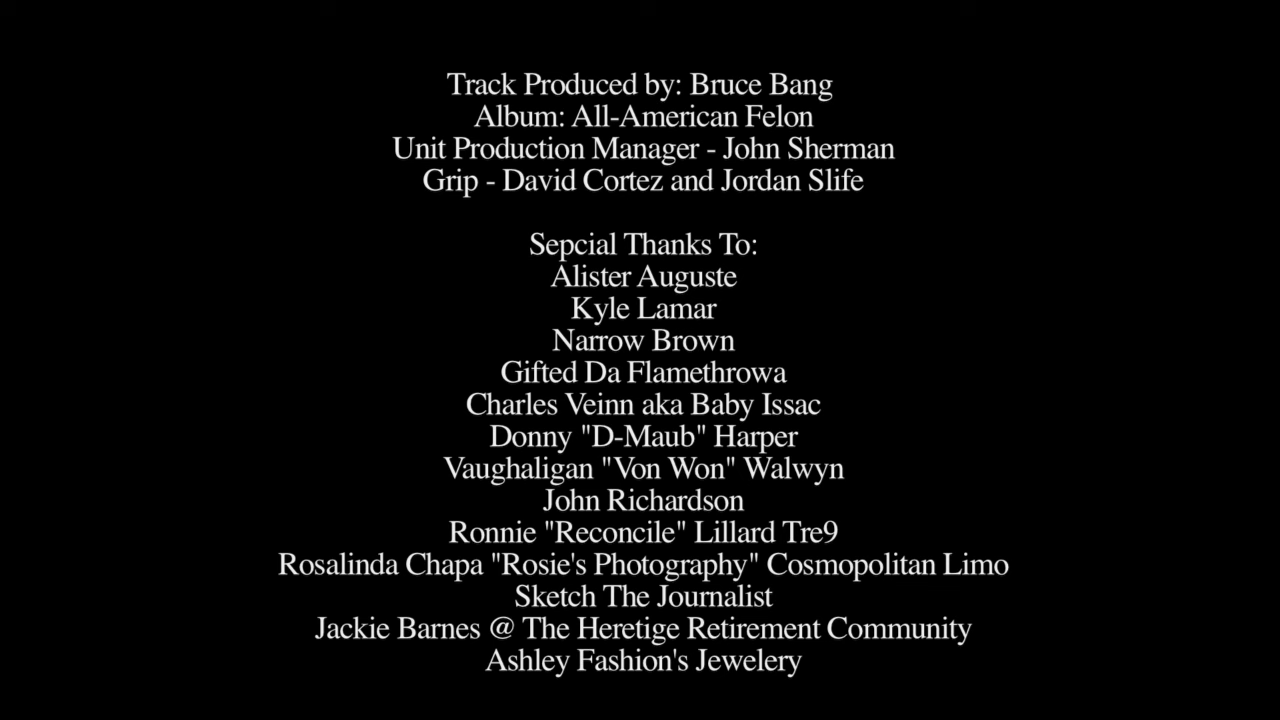 Track Produced by: Bruce Bang
Album: All-American Felon
Unit Production Manager - John Sherman
Grip - David Cortez and Jordan Slife
Sepcial Thanks To:
Alister Auguste
Kyle Lamar
Narrow Brown
Gifted Da Flamethrowa
Charles Veinn aka Baby Issac
Donny "D-Maub" Harper
Vaughaligan "Von Won" Walwyn
John Richardson
Ronnie "Reconcile" Lillard Tre9
Rosalinda Chapa "Rosie's Photography" Cosmopolitan Limo
Sketch The Journalist
Jackie Barnes @ The Heretige Retirement Community
Ashley Fashion's Jewelery